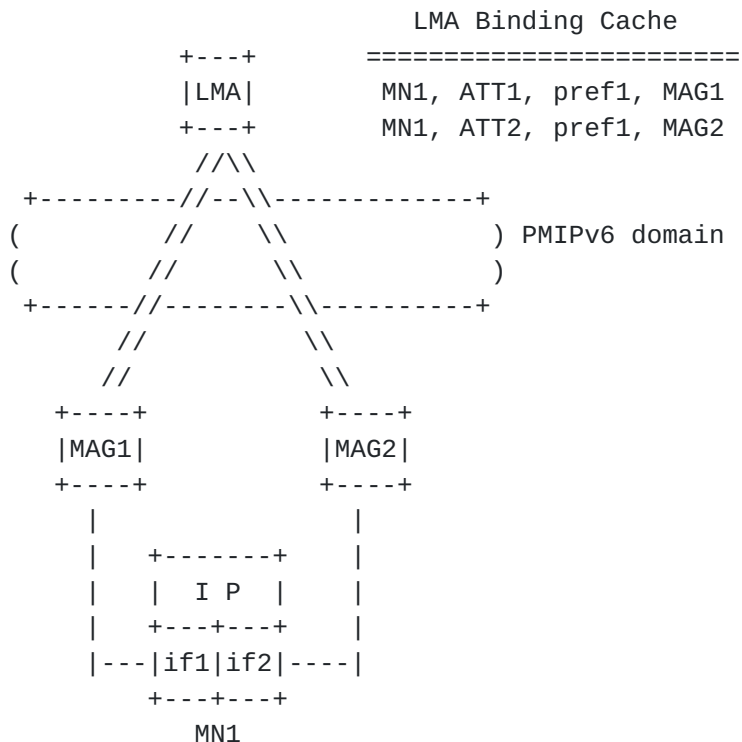 LMA Binding Cache
+---+ ========================
|LMA| MN1, ATT1, pref1, MAG1
+---+ MN1, ATT2, pref1, MAG2
//\\
+---------//--\\-------------+
( // \\ ) PMIPv6 domain
( // \\ )
+------//--------\\----------+
// \\
// \\
+----+ +----+
|MAG1| |MAG2|
+----+ +----+
| |
| +-------+ |
| | I P | |
| +---+---+ |
|---|if1|if2|----|
+---+---+
MN1